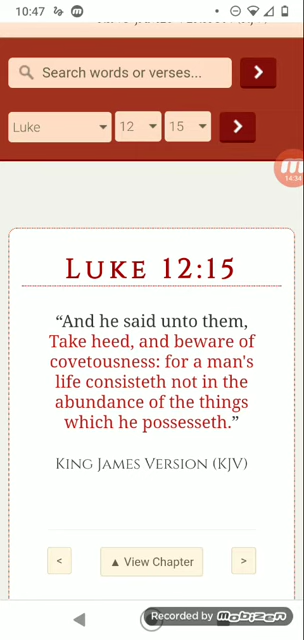 10:47
Search words or verses...
Luke 12 15
14:34
LUKE 12:15
“And he said unto them,
Take heed, and beware of
covetousness: for a man's
life consisteth not in the
abundance of the things
which he possesseth.”
KING JAMES VERSION (KJV)
< ▲ View Chapter >
Recorded by mobizen